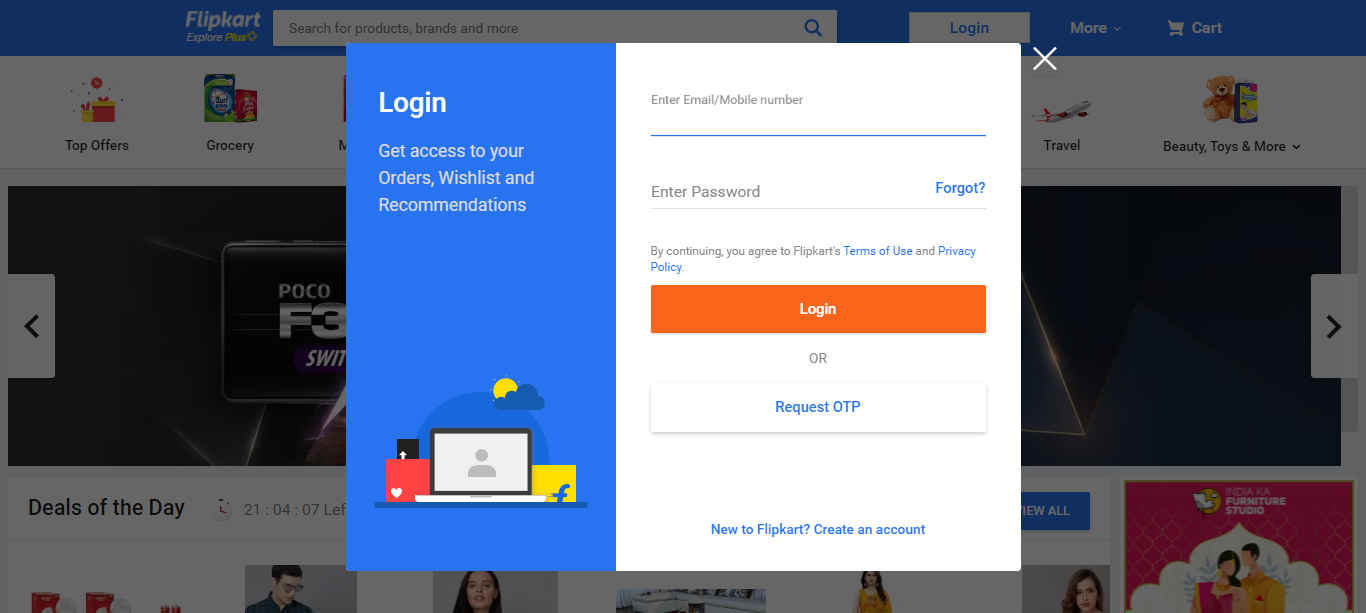 Flipkart
Explore Plus
Search for products, brands and more
Login
More
Cart
Top Offers
Grocery
Travel
Beauty, Toys & More
Login
Get access to your
Orders, Wishlist and
Recommendations
Enter Email/Mobile number
Enter Password
Forgot?
By continuing, you agree to Flipkart's Terms of Use and Privacy
Policy.
Login
OR
Request OTP
New to Flipkart? Create an account
POCO
F3
Deals of the Day
21 : 04 : 07 Lef
VIEW ALL
INDIA KA
FURNITURE
STUDIO